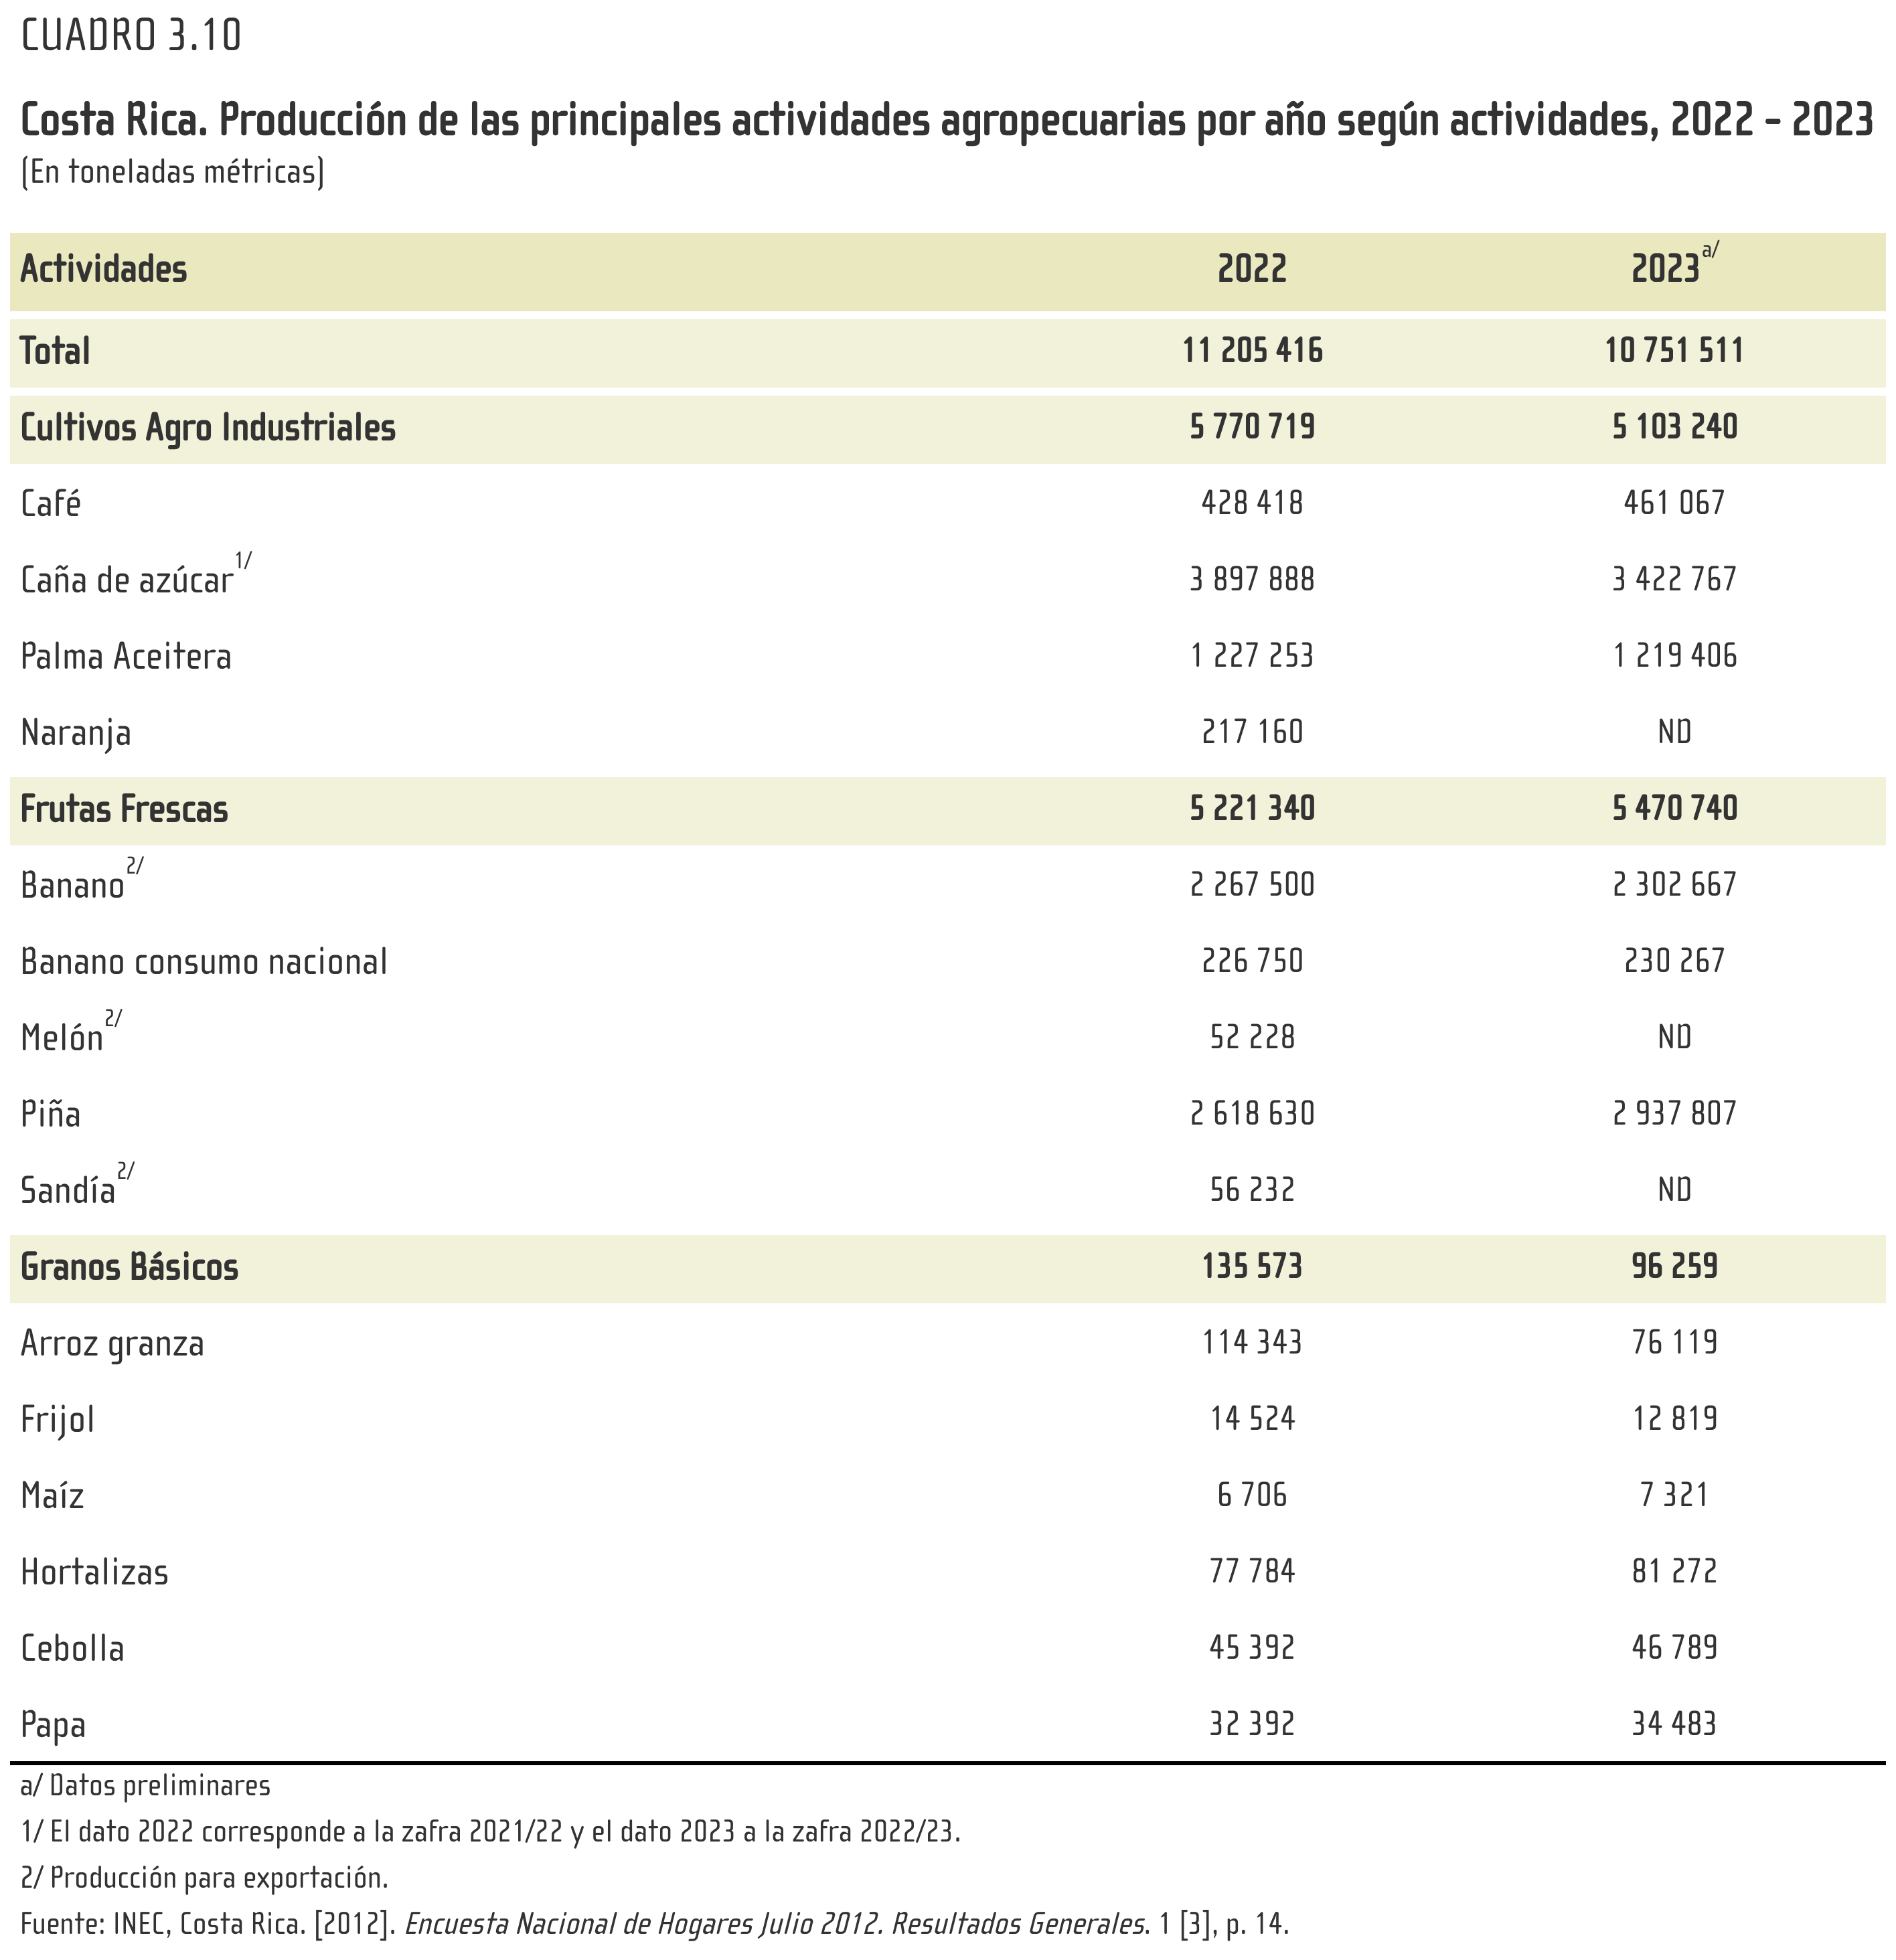 CUADRO 3.10
Costa Rica. Producción de las principales actividades agropecuarias por año según actividades, 2022 - 2023
(En toneladas métricas)
Actividades 2022 2023 a/
Total 11 205 416 10 751 511
Cultivos Agro Industriales 5 770 719 5 103 240
Café 428 418 461 067
Caña de azúcar 1/ 3 897 888 3 422 767
Palma Aceitera 1 227 253 1 219 406
Naranja 217 160 ND
Frutas Frescas 5 221 340 5 470 740
Banano 2/ 2 267 500 2 302 667
Banano consumo nacional 226 750 230 267
Melón 2/ 52 228 ND
Piña 2 618 630 2 937 807
Sandía 2/ 56 232 ND
Granos Básicos 135 573 96 259
Arroz granza 114 343 76 119
Frijol 14 524 12 819
Maíz 6 706 7 321
Hortalizas 77 784 81 272
Cebolla 45 392 46 789
Papa 32 392 34 483
a/ Datos preliminares
1/ El dato 2022 corresponde a la zafra 2021/22 y el dato 2023 a la zafra 2022/23.
2/ Producción para exportación.
Fuente: INEC, Costa Rica. [2012]. Encuesta Nacional de Hogares Julio 2012. Resultados Generales. 1 [3], p. 14.